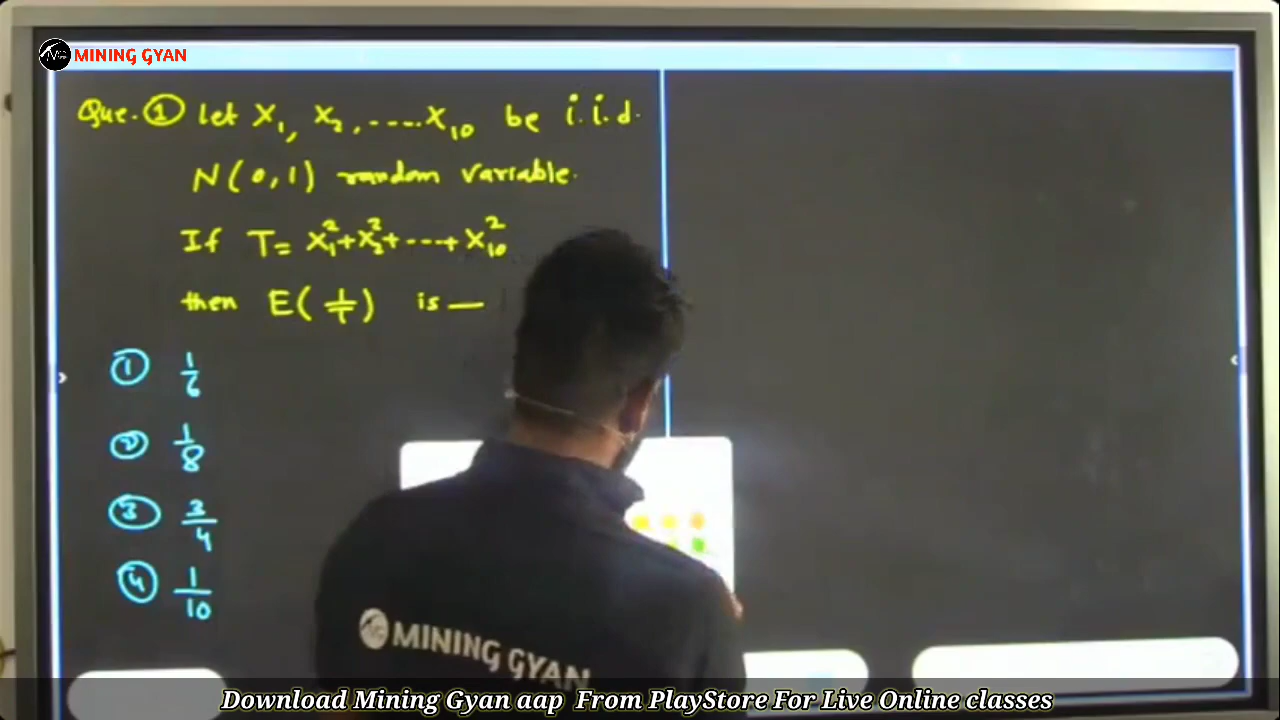 MINING GYAN
Que. ① Let X₁, X₂, ..... X₁₀ be i.i.d.
N(0,1) random variable.
If T= X₁²+X₂²+ ---- + X₁₀²
then E(1/T) is —
① 1/6
② 1/8
③ 3/4
④ 1/10
MINING GYAN
Download Mining Gyan aap From PlayStore For Live Online classes